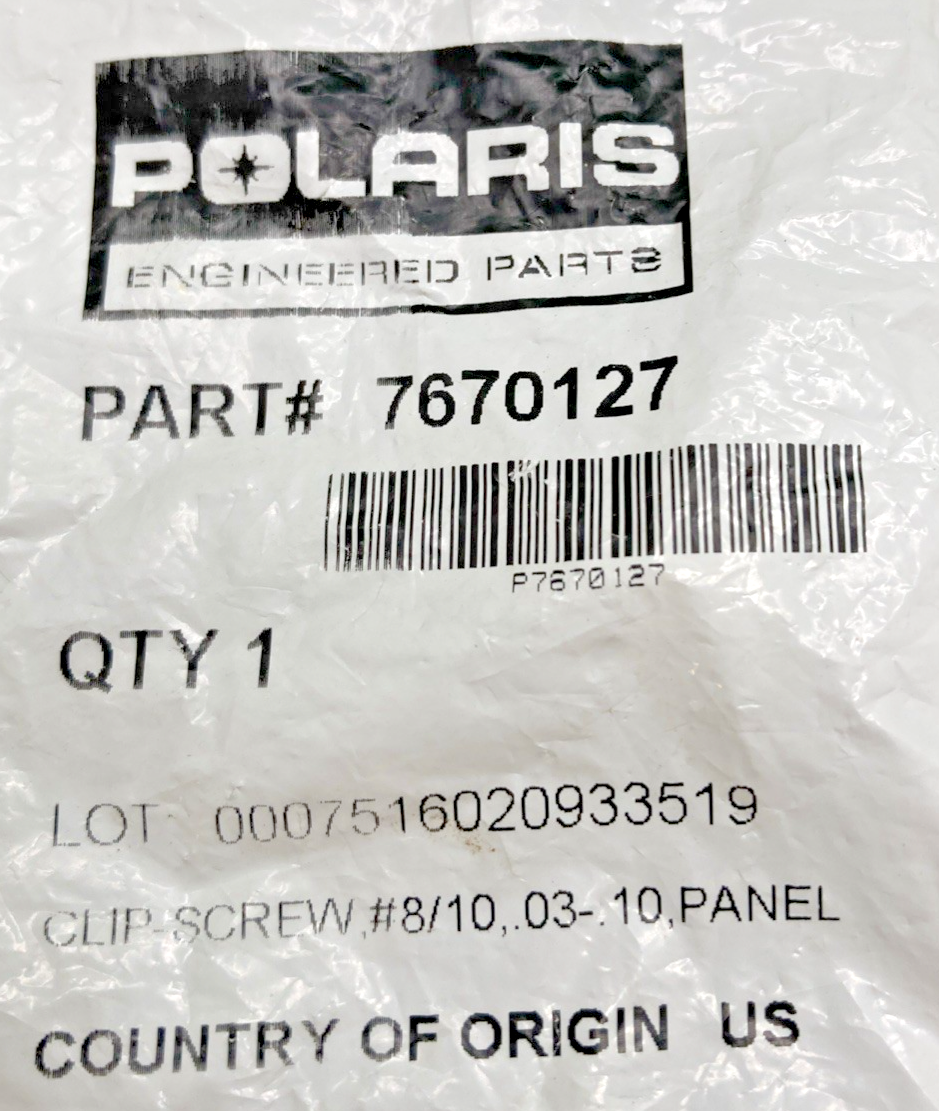 POLARIS
ENGINEERED PARTS
PART# 7670127
P7670127
QTY 1
LOT 0007516020933519
CLIP-SCREW,#8/10,.03-.10,PANEL
COUNTRY OF ORIGIN US